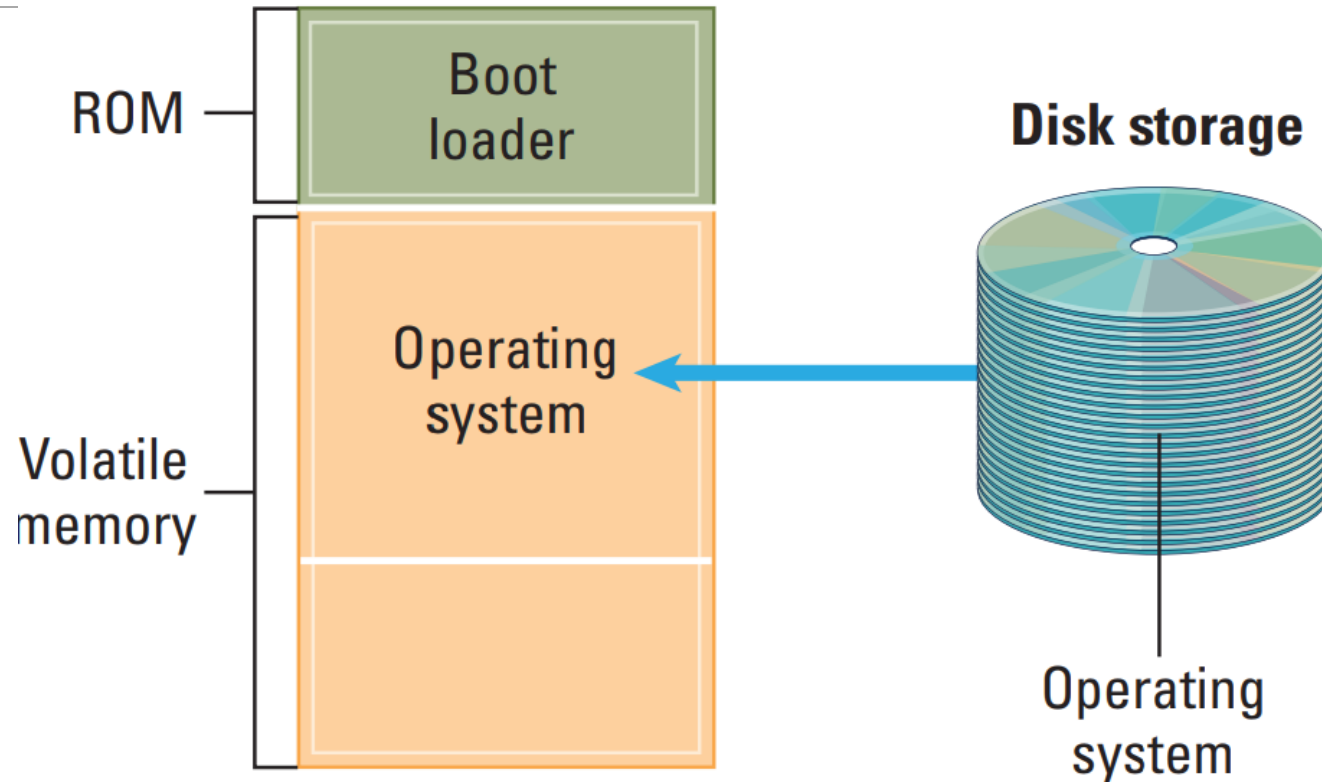 ROM
Boot
loader
Disk storage
Operating
system
Volatile
memory
Operating
system